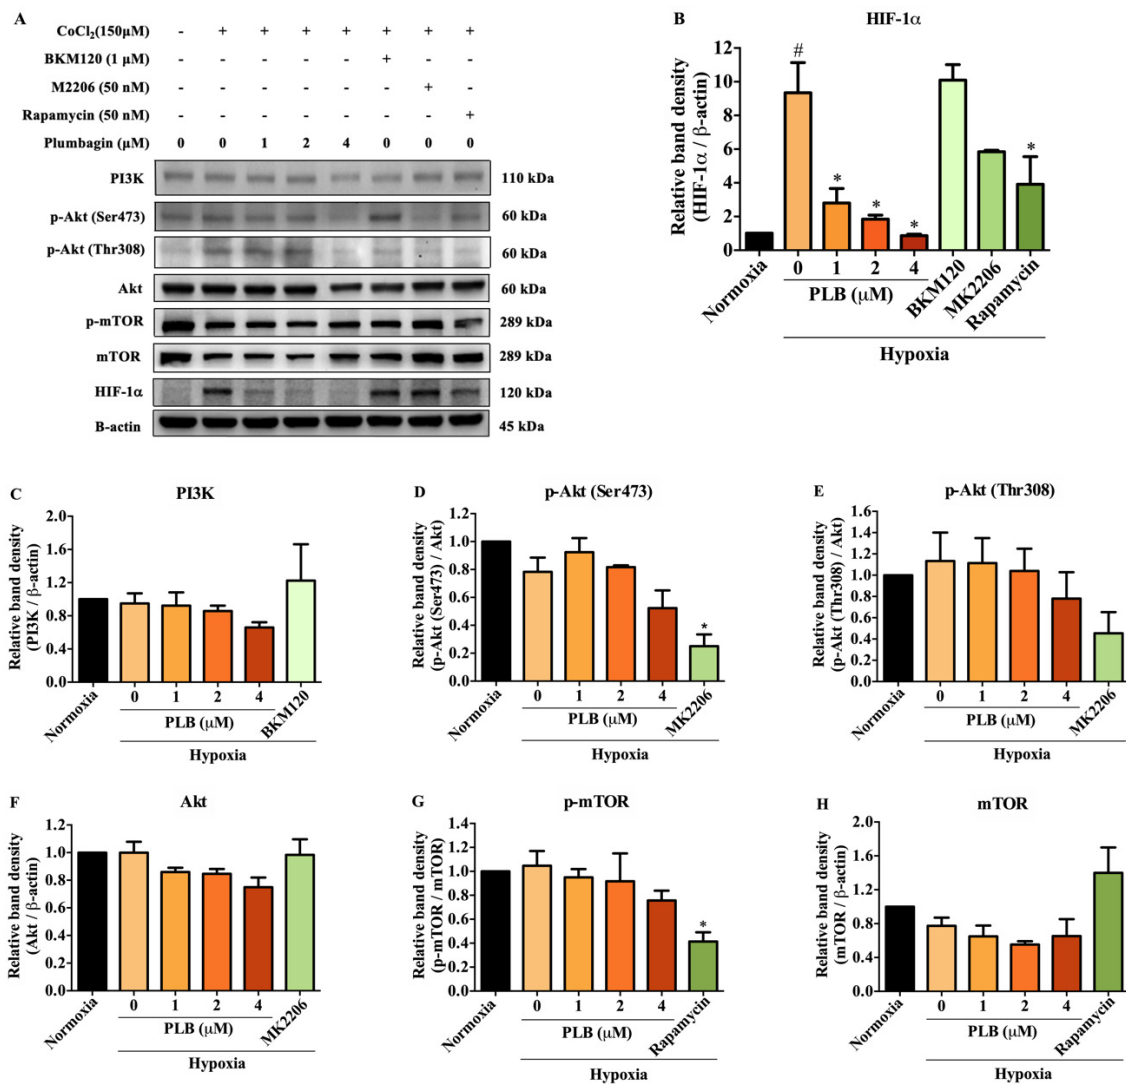 A
CoCl2(150µM) - + + + + + + +
BKM120 (1 µM) - - - - - + - -
M2206 (50 nM) - - - - - - + -
Rapamycin (50 nM) - - - - - - - +
Plumbagin (µM) 0 0 1 2 4 0 0 0
PI3K 110 kDa
p-Akt (Ser473) 60 kDa
p-Akt (Thr308) 60 kDa
Akt 60 kDa
p-mTOR 289 kDa
mTOR 289 kDa
HIF-1α 120 kDa
B-actin 45 kDa
B
HIF-1α
Relative band density
(HIF-1α / β-actin)
12
10
8
6
4
2
0
#
*
*
*
*
Normoxia
0 1 2 4
PLB (µM)
BKM120
MK2206
Rapamycin
Hypoxia
C
PI3K
Relative band density
(PI3K / β-actin)
2.0
1.6
1.2
0.8
0.4
0.0
Normoxia
0 1 2 4
PLB (µM)
BKM120
Hypoxia
D
p-Akt (Ser473)
Relative band density
(p-Akt (Ser473) / Akt)
1.2
1.0
0.8
0.6
0.4
0.2
0.0
*
Normoxia
0 1 2 4
PLB (µM)
MK2206
Hypoxia
E
p-Akt (Thr308)
Relative band density
(p-Akt (Thr308) / Akt)
1.6
1.4
1.2
1.0
0.8
0.6
0.4
0.2
0.0
Normoxia
0 1 2 4
PLB (µM)
MK2206
Hypoxia
F
Akt
Relative band density
(Akt / β-actin)
1.2
1.0
0.8
0.6
0.4
0.2
0.0
Normoxia
0 1 2 4
PLB (µM)
MK2206
Hypoxia
G
p-mTOR
Relative band density
(p-mTOR / mTOR)
1.4
1.2
1.0
0.8
0.6
0.4
0.2
0.0
*
Normoxia
0 1 2 4
PLB (µM)
Rapamycin
Hypoxia
H
mTOR
Relative band density
(mTOR / β-actin)
2.0
1.6
1.2
0.8
0.4
0.0
Normoxia
0 1 2 4
PLB (µM)
Rapamycin
Hypoxia